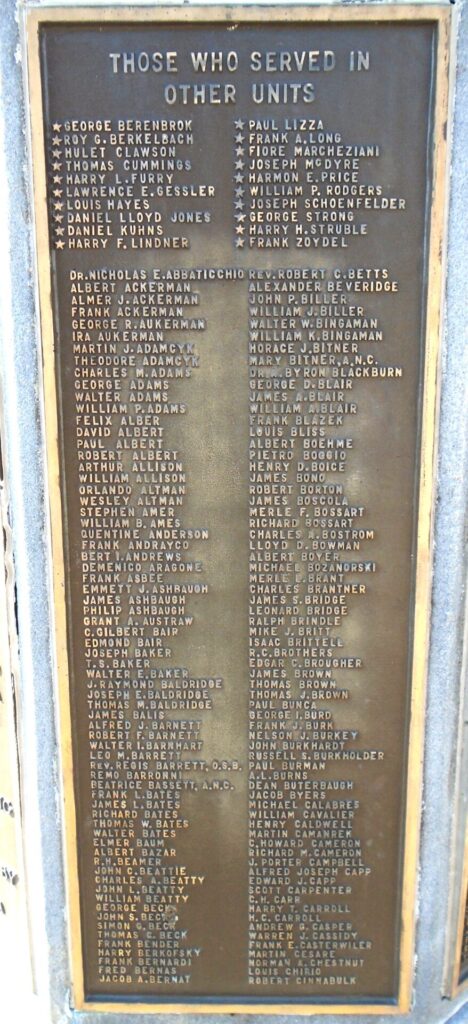 THOSE WHO SERVED IN
OTHER UNITS
★GEORGE BERENBROK
★ROY G. BERKELBACH
★HULET CLAWSON
★THOMAS CUMMINGS
★HARRY L. FURRY
★LAWRENCE E. GESSLER
★LOUIS HAYES
★DANIEL LLOYD JONES
★DANIEL KUHNS
★HARRY F. LINDNER
★PAUL LIZZA
★FRANK A. LONG
★FIORE MARCHEZIANI
★JOSEPH McDYRE
★HARMON E. PRICE
★WILLIAM P. RODGERS
★JOSEPH SCHOENFELDER
★GEORGE STRONG
★HARRY H. STRUBLE
★FRANK ZOYDEL
DR. NICHOLAS E. ABBATICCHIO
ALBERT ACKERMAN
ALMER J. ACKERMAN
FRANK ACKERMAN
GEORGE R. AUKERMAN
IRA AUKERMAN
MARTIN J. ADAMCYK
THEODORE ADAMCYK
CHARLES M. ADAMS
GEORGE ADAMS
WALTER ADAMS
WILLIAM P. ADAMS
FELIX ALBER
DAVID ALBERT
PAUL ALBERT
ROBERT ALBERT
ARTHUR ALLISON
WILLIAM ALLISON
ORLANDO ALTMAN
WESLEY ALTMAN
STEPHEN AMER
WILLIAM B. AMES
QUENTINE ANDERSON
FRANK ANDRAYCO
BERT I. ANDREWS
DEMENICO ARAGONE
FRANK ASBEE
EMMETT J. ASHBAUGH
JAMES ASHBAUGH
PHILIP ASHBAUGH
GRANT A. AUSTRAW
C. GILBERT BAIR
EDMOND BAIR
JOSEPH BAKER
T. S. BAKER
WALTER E. BAKER
J. RAYMOND BALDRIDGE
JOSEPH E. BALDRIDGE
THOMAS M. BALDRIDGE
JAMES BALIS
ALFRED J. BARNETT
ROBERT F. BARNETT
WALTER I. BARNHART
LEO M. BARRETT
REV. REGIS BARRETT, O.S.B.
REMO BARRONNI
BEATRICE BASSETT, A.N.C.
FRANK L. BATES
JAMES L. BATES
RICHARD BATES
THOMAS W. BATES
WALTER BATES
ELMER BAUM
ALBERT BAZAR
R. H. BEAMER
JOHN C. BEATTIE
CHARLES A. BEATTY
JOHN L. BEATTY
WILLIAM BEATTY
GEORGE BECK
JOHN S. BECK
SIMON G. BECK
THOMAS C. BECK
FRANK BENDER
HARRY BERKOFSKY
FRANK BERNARDI
FRED BERNAS
JACOB A. BERNAT
REV. ROBERT C. BETTS
ALEXANDER BEVERIDGE
JOHN P. BILLER
WILLIAM J. BILLER
WALTER W. BINGAMAN
WILLIAM K. BINGAMAN
HORACE J. BITNER
MARY BITNER, A.N.C.
DR. A. BYRON BLACKBURN
GEORGE D. BLAIR
JAMES A. BLAIR
WILLIAM A. BLAIR
FRANK BLAZEK
LOUIS BLISS
ALBERT BOEHME
PIETRO BOGGIO
HENRY D. BOICE
JAMES BONO
ROBERT BORTON
JAMES BOSCOLA
MERLE F. BOSSART
RICHARD BOSSART
CHARLES A. BOSTROM
LLOYD D. BOWMAN
ALBERT BOYER
MICHAEL BOZANORSKI
MERLE L. BRANT
CHARLES BRANTNER
JAMES S. BRIDGE
LEONARD BRIDGE
RALPH BRINDLE
MIKE J. BRITT
ISAAC BRITTELL
R. C. BROTHERS
EDGAR C. BROUGHER
JAMES BROWN
THOMAS BROWN
THOMAS J. BROWN
PAUL BUNCA
GEORGE I. BURD
FRANK J. BURK
NELSON J. BURKEY
JOHN BURKHARDT
RUSSELL S. BURKHOLDER
PAUL BURMAN
A. L. BURNS
DEAN BUTERBAUGH
JACOB BYERS
MICHAEL CALABRES
WILLIAM CAVALIER
HENRY CALDWELL
MARTIN CAMANREK
C. HOWARD CAMERON
RICHARD M. CAMERON
J. PORTER CAMPBELL
ALFRED JOSEPH CAPP
EDWARD J. CAPP
SCOTT CARPENTER
C. H. CARR
HARRY T. CARROLL
H. C. CARROLL
ANDREW G. CASPER
WARREN J. CASSIDY
FRANK E. CASTERWILER
MARTIN CESARE
NORMAN A. CHESTNUT
LOUIS CHIRIO
ROBERT CINNABULK